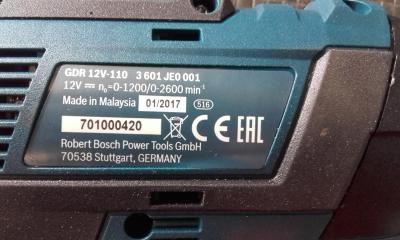 GDR 12V-110 3 601 JE0 001
12V ⎓ n₀=0-1200/0-2600 min⁻¹
Made in Malaysia 01/2017 516
701000420 CE EAC
Robert Bosch Power Tools GmbH
70538 Stuttgart, GERMANY